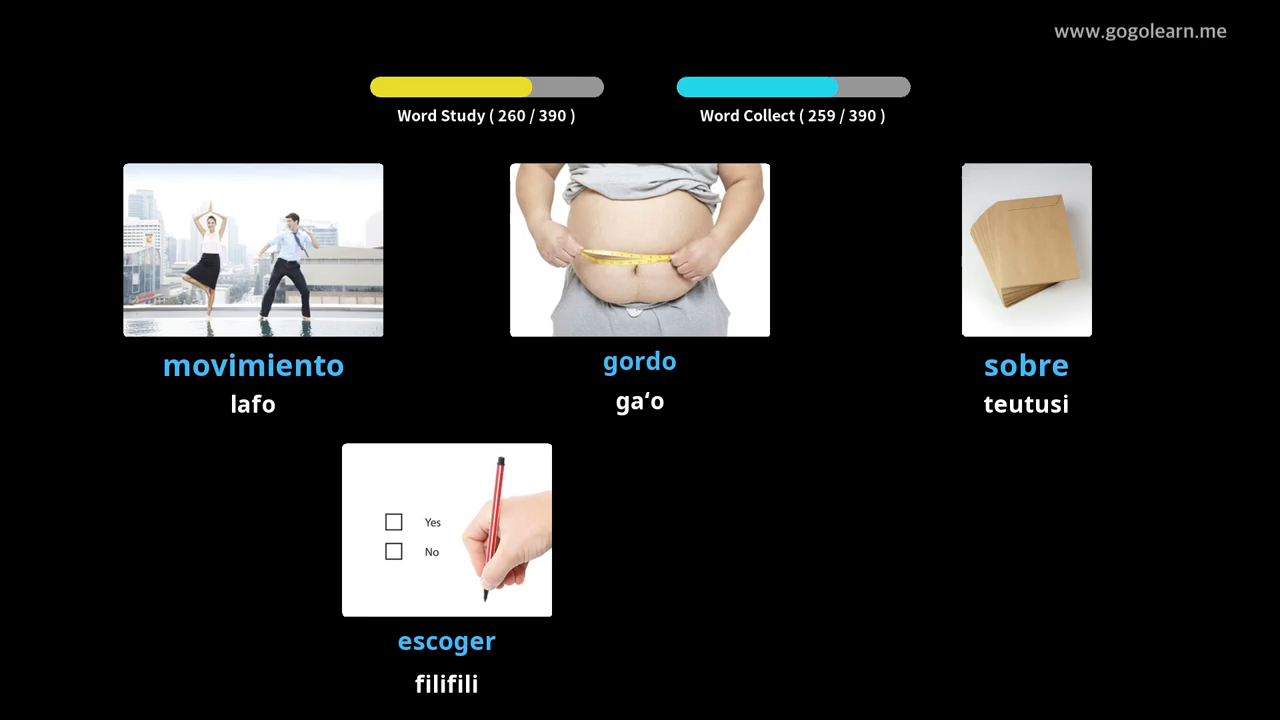 www.gogolearn.me
Word Study ( 260 / 390 )
Word Collect ( 259 / 390 )
movimiento
lafo
gordo
gaʻo
sobre
teutusi
Yes
No
escoger
filifili